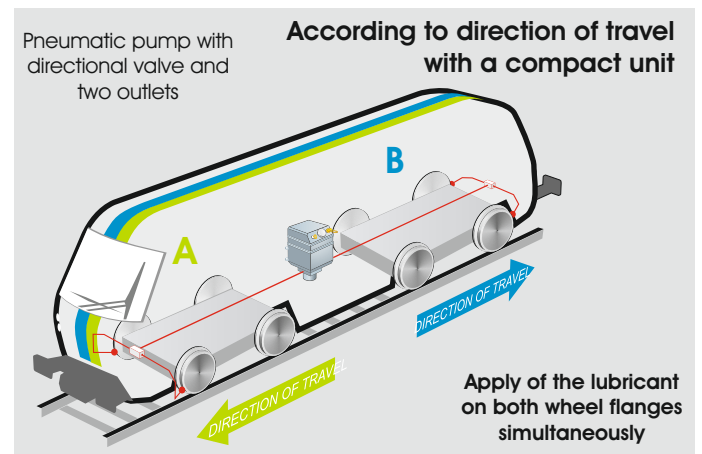 Pneumatic pump with
directional valve and
two outlets
According to direction of travel
with a compact unit
B
A
DIRECTION OF TRAVEL
DIRECTION OF TRAVEL
Apply of the lubricant
on both wheel flanges
simultaneously